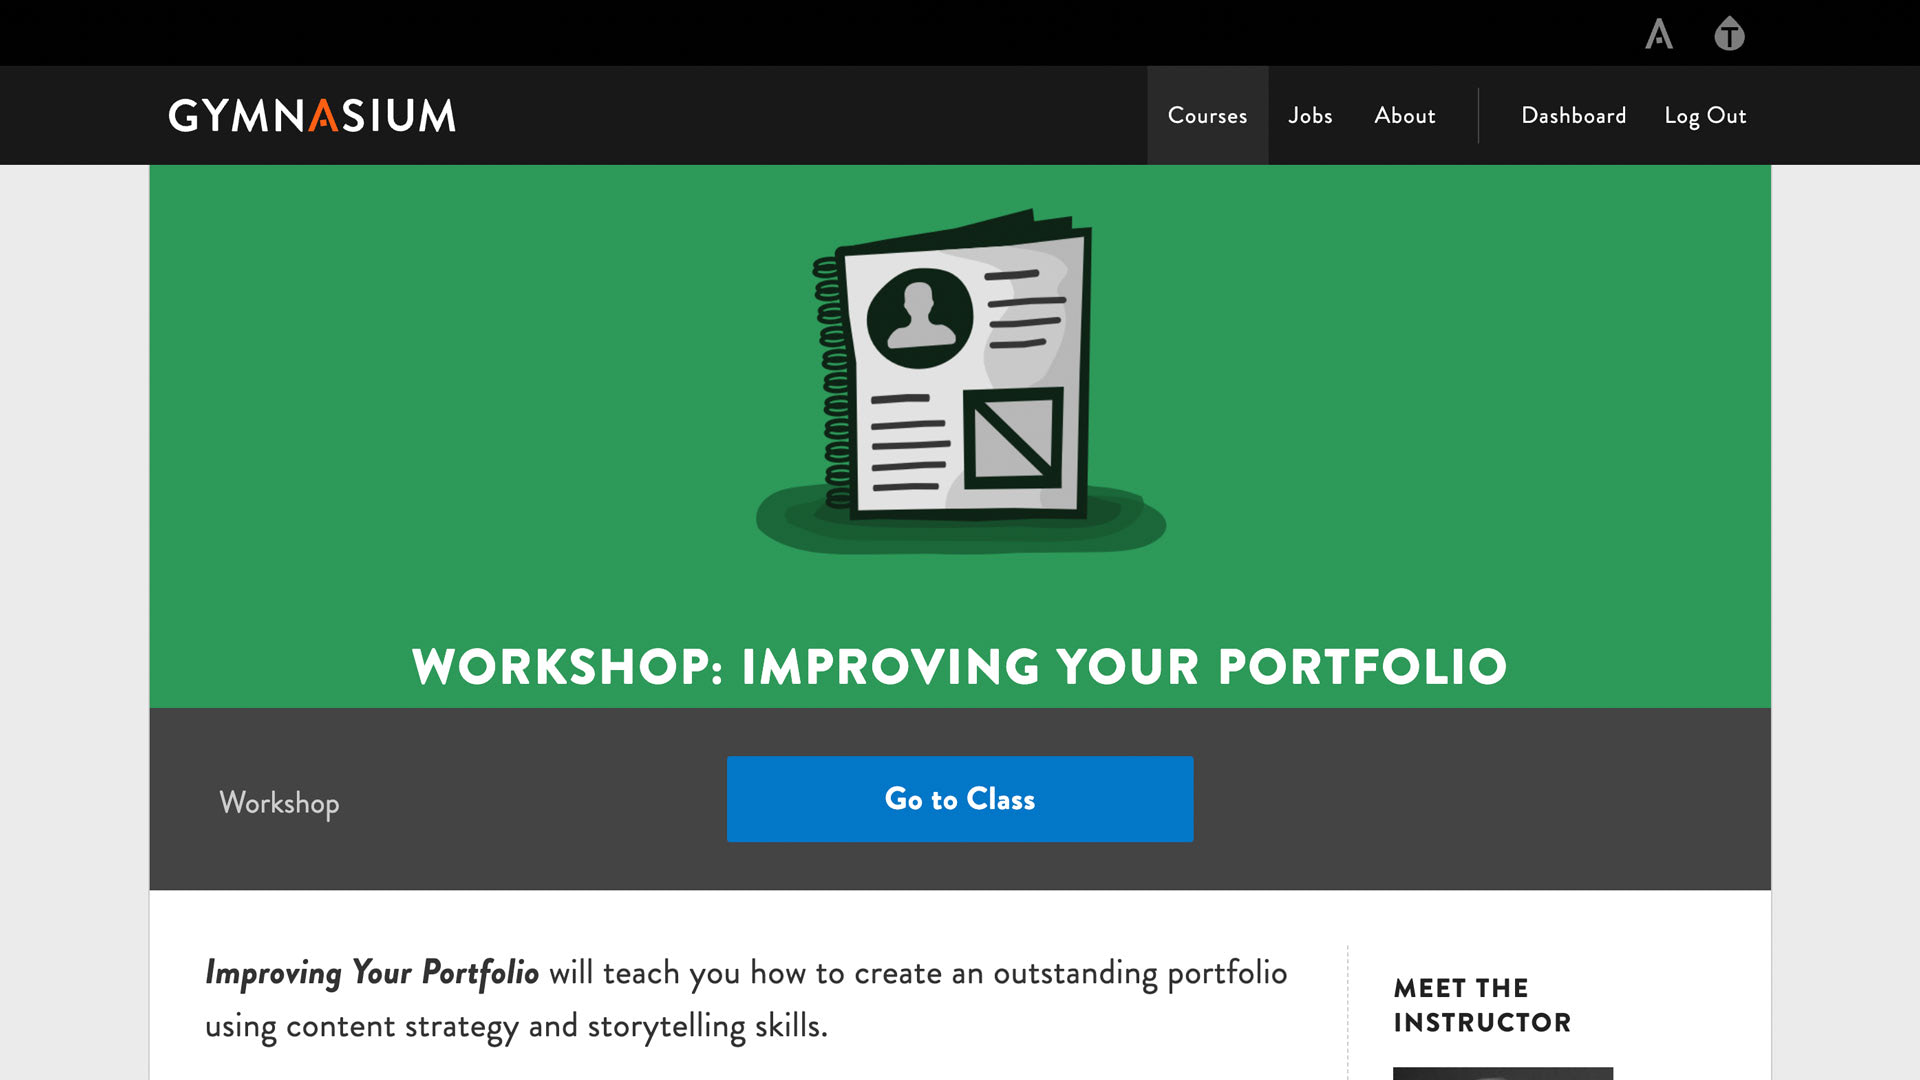 GYMNASIUM
Courses
Jobs
About
Dashboard
Log Out
WORKSHOP: IMPROVING YOUR PORTFOLIO
Workshop
Go to Class
Improving Your Portfolio will teach you how to create an outstanding portfolio
using content strategy and storytelling skills.
MEET THE
INSTRUCTOR